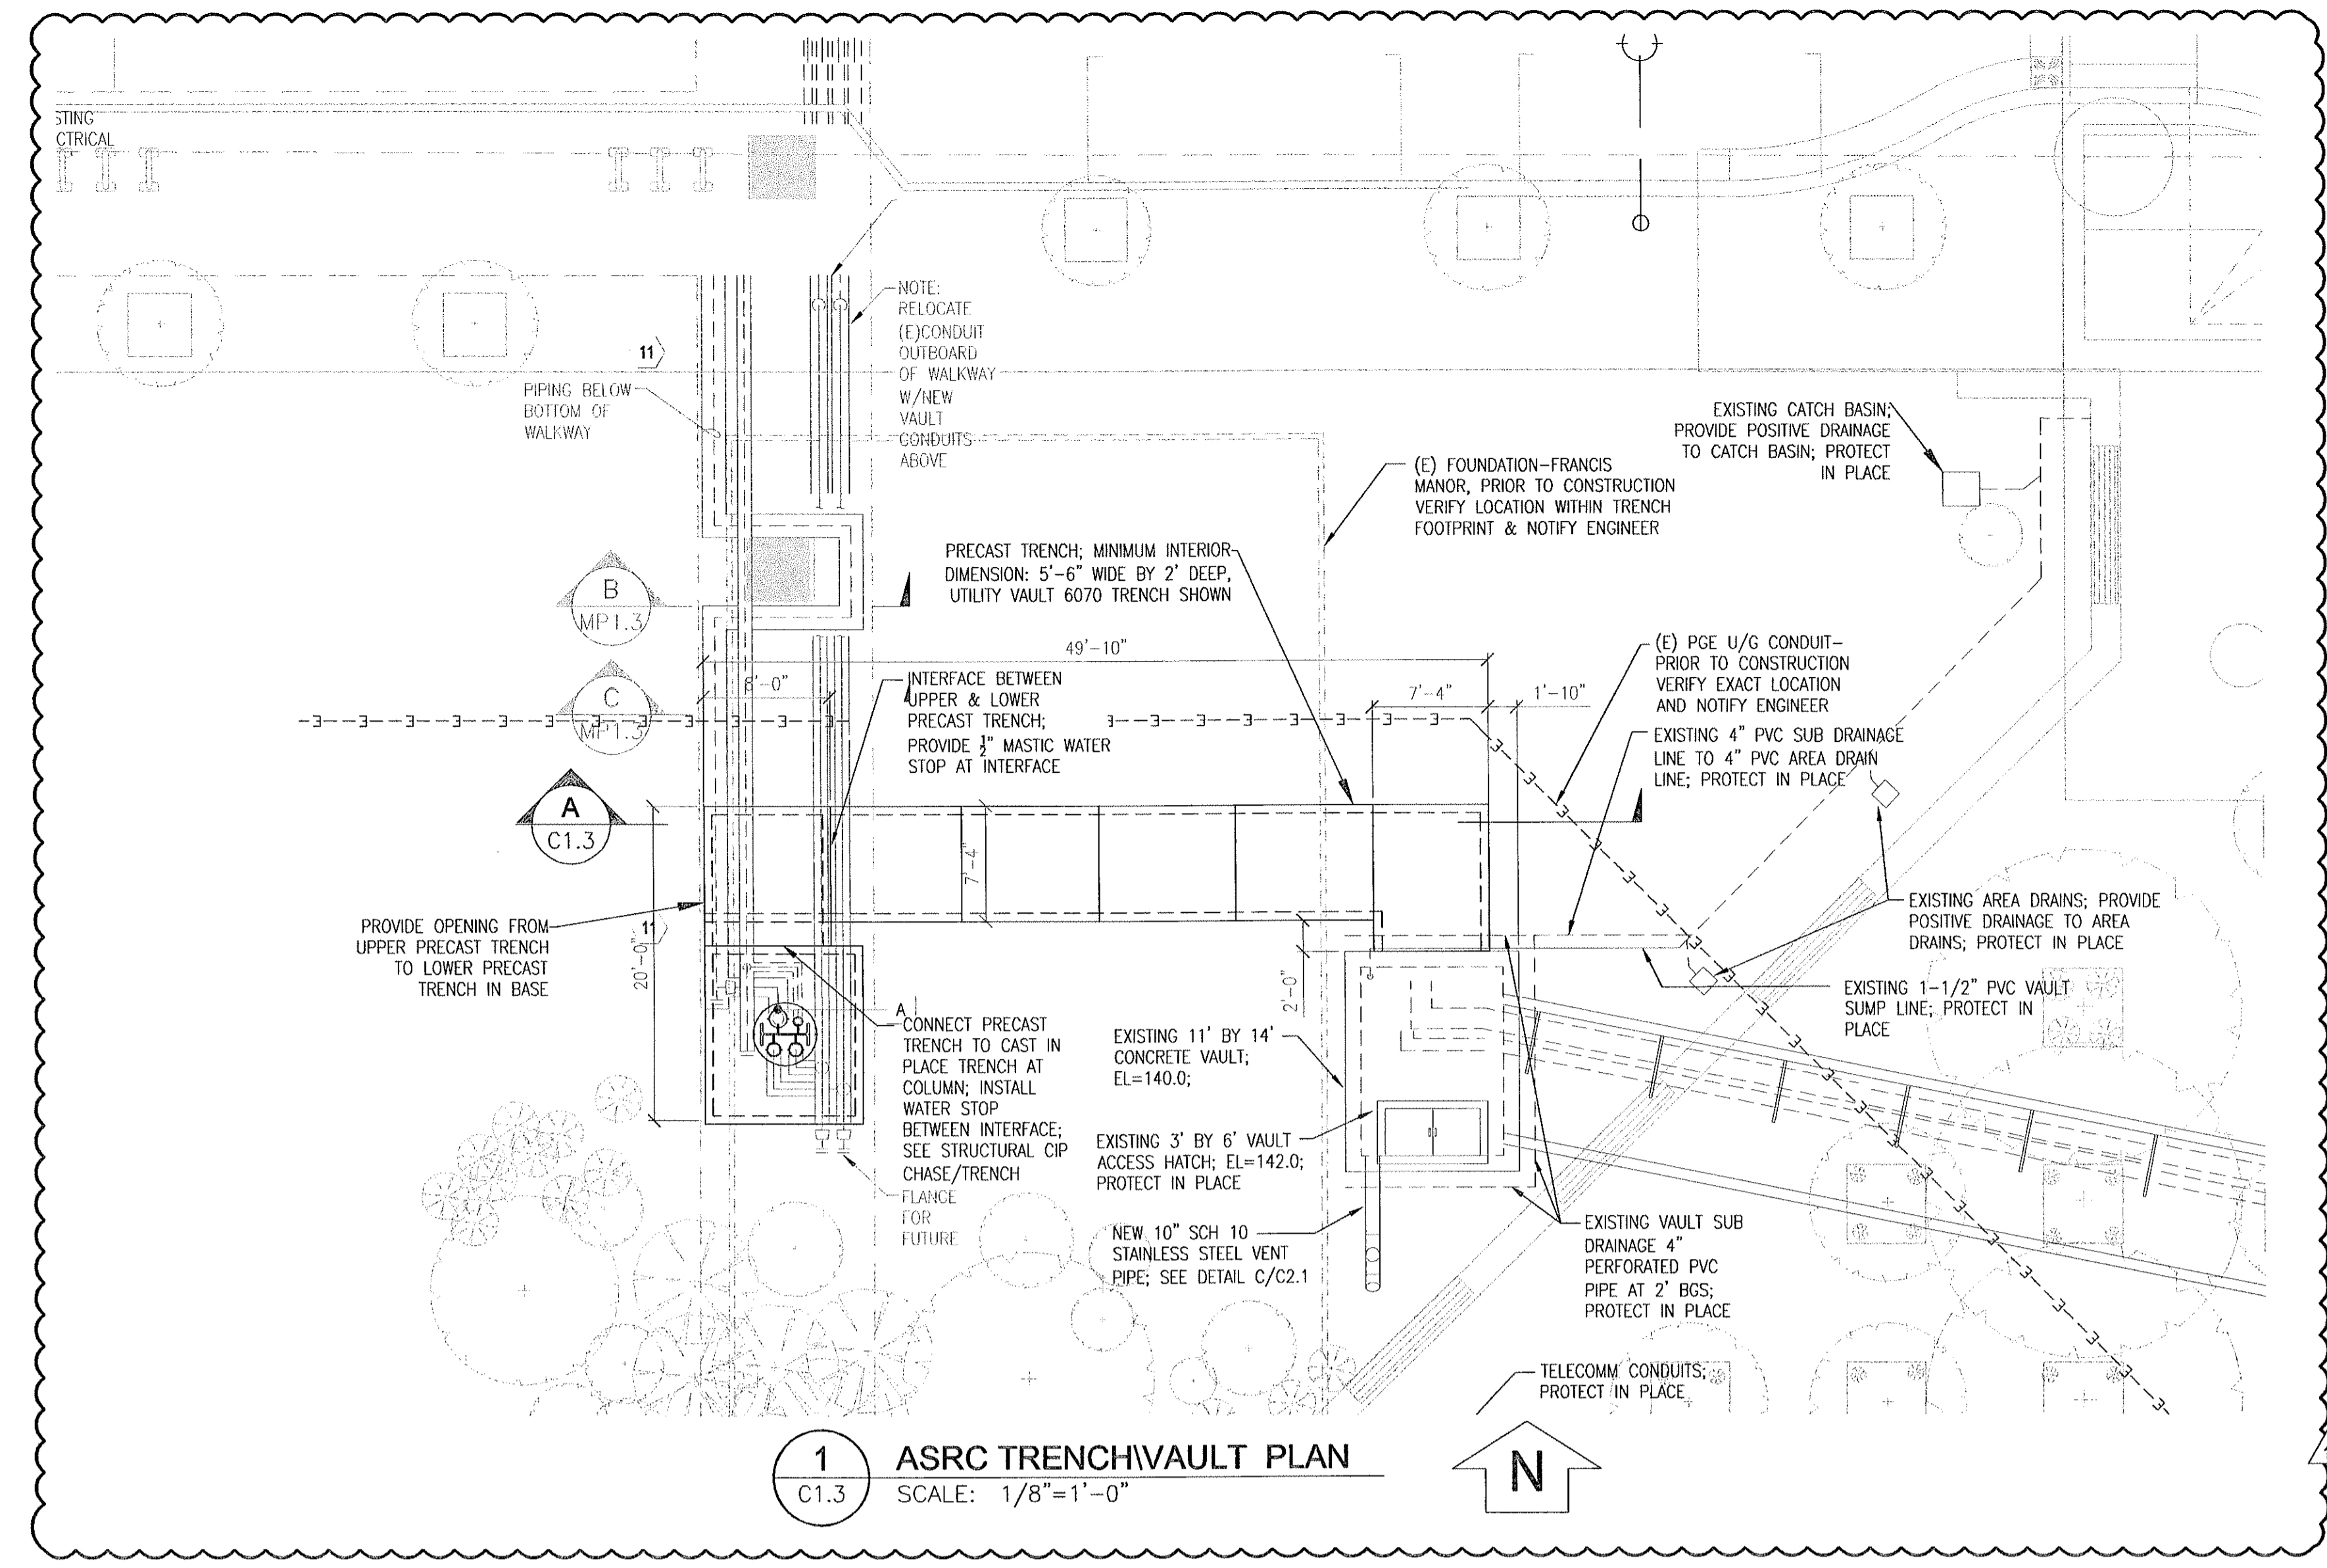 STING
CTRICAL
NOTE:
RELOCATE
(E)CONDUIT
OUTBOARD
OF WALKWAY
W/NEW
VAULT
CONDUITS
ABOVE
11
PIPING BELOW
BOTTOM OF
WALKWAY
EXISTING CATCH BASIN;
PROVIDE POSITIVE DRAINAGE
TO CATCH BASIN; PROTECT
IN PLACE
(E) FOUNDATION-FRANCIS
MANOR, PRIOR TO CONSTRUCTION
VERIFY LOCATION WITHIN TRENCH
FOOTPRINT & NOTIFY ENGINEER
PRECAST TRENCH; MINIMUM INTERIOR
DIMENSION: 5'-6" WIDE BY 2' DEEP,
UTILITY VAULT 6070 TRENCH SHOWN
B
MP1.3
49'-10"
(E) PGE U/G CONDUIT-
PRIOR TO CONSTRUCTION
VERIFY EXACT LOCATION
AND NOTIFY ENGINEER
C
MP1.3
8'-0"
INTERFACE BETWEEN
UPPER & LOWER
PRECAST TRENCH;
PROVIDE ½" MASTIC WATER
STOP AT INTERFACE
7'-4"
1'-10"
EXISTING 4" PVC SUB DRAINAGE
LINE TO 4" PVC AREA DRAIN
LINE; PROTECT IN PLACE
A
C1.3
7'-4"
PROVIDE OPENING FROM
UPPER PRECAST TRENCH
TO LOWER PRECAST
TRENCH IN BASE
11
20'-0"
2'-0"
EXISTING AREA DRAINS; PROVIDE
POSITIVE DRAINAGE TO AREA
DRAINS; PROTECT IN PLACE
EXISTING 1-1/2" PVC VAULT
SUMP LINE; PROTECT IN
PLACE
A
CONNECT PRECAST
TRENCH TO CAST IN
PLACE TRENCH AT
COLUMN; INSTALL
WATER STOP
BETWEEN INTERFACE;
SEE STRUCTURAL CIP
CHASE/TRENCH
FLANGE
FOR
FUTURE
EXISTING 11' BY 14'
CONCRETE VAULT;
EL=140.0;
EXISTING 3' BY 6' VAULT
ACCESS HATCH; EL=142.0;
PROTECT IN PLACE
NEW 10" SCH 10
STAINLESS STEEL VENT
PIPE; SEE DETAIL C/C2.1
EXISTING VAULT SUB
DRAINAGE 4"
PERFORATED PVC
PIPE AT 2' BGS;
PROTECT IN PLACE
TELECOMM CONDUITS;
PROTECT IN PLACE
1
C1.3
ASRC TRENCH\VAULT PLAN
SCALE: 1/8"=1'-0"
N